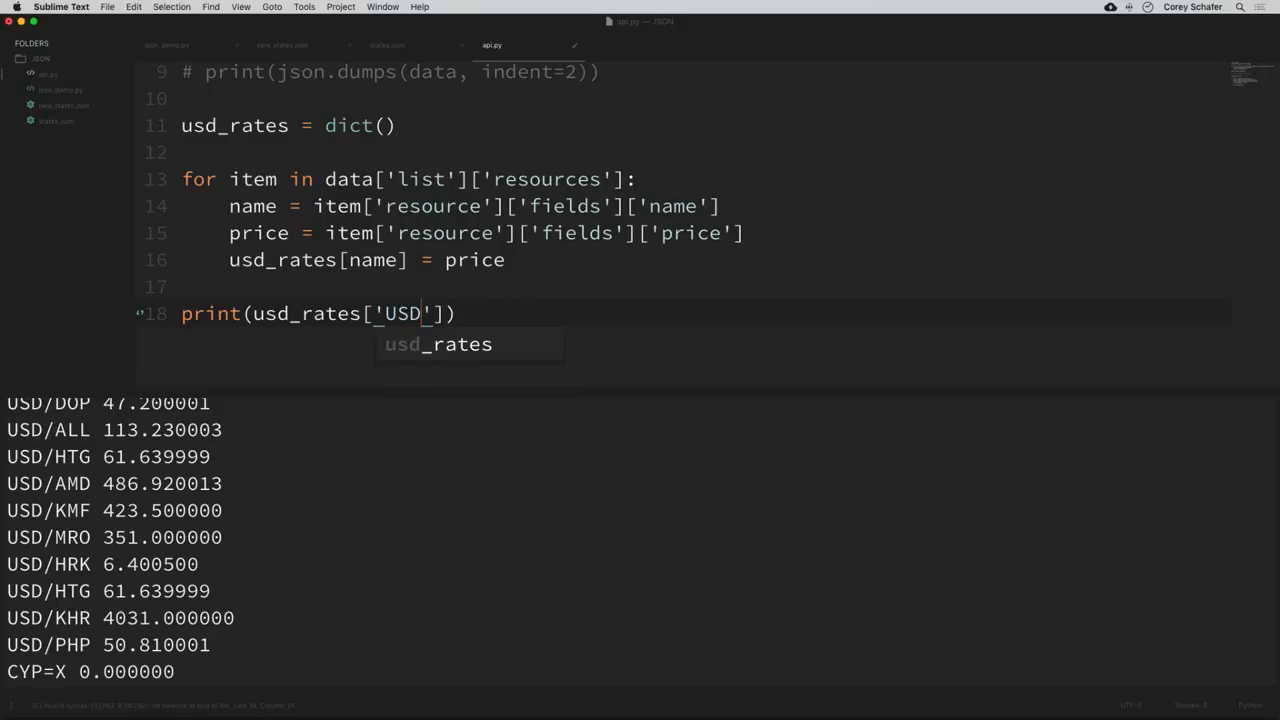 Sublime Text File Edit Selection Find View Goto Tools Project Window Help Corey Schafer
api.py — JSON
FOLDERS
JSON
api.py
json_demo.py
new_states.json
states.json
json_demo.py new_states.json states.json api.py
9 # print(json.dumps(data, indent=2))
10
11 usd_rates = dict()
12
13 for item in data['list']['resources']:
14 name = item['resource']['fields']['name']
15 price = item['resource']['fields']['price']
16 usd_rates[name] = price
17
18 print(usd_rates['USD'])
usd_rates
USD/DOP 47.200001
USD/ALL 113.230003
USD/HTG 61.639999
USD/AMD 486.920013
USD/KMF 423.500000
USD/MRO 351.000000
USD/HRK 6.400500
USD/HTG 61.639999
USD/KHR 4031.000000
USD/PHP 50.810001
CYP=X 0.000000
UTF-8 Spaces: 4 Python